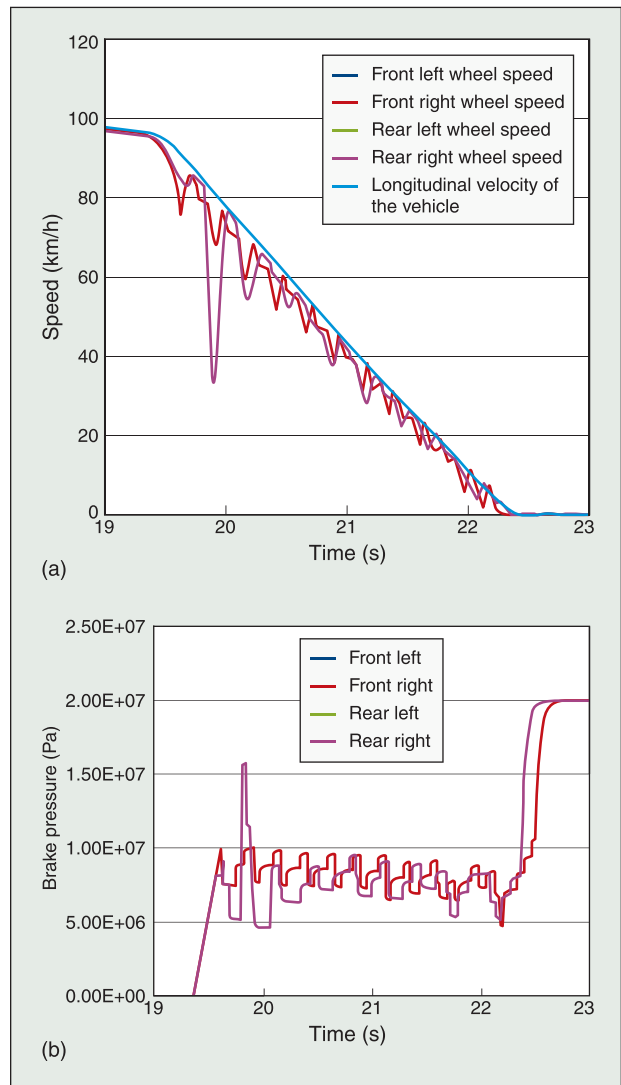 120
100
80
60
40
20
0
Speed (km/h)
Front left wheel speed
Front right wheel speed
Rear left wheel speed
Rear right wheel speed
Longitudinal velocity of
the vehicle
19 20 21 22 23
Time (s)
(a)
2.50E+07
2.00E+07
1.50E+07
1.00E+07
5.00E+06
0.00E+00
Brake pressure (Pa)
Front left
Front right
Rear left
Rear right
19 20 21 22 23
Time (s)
(b)